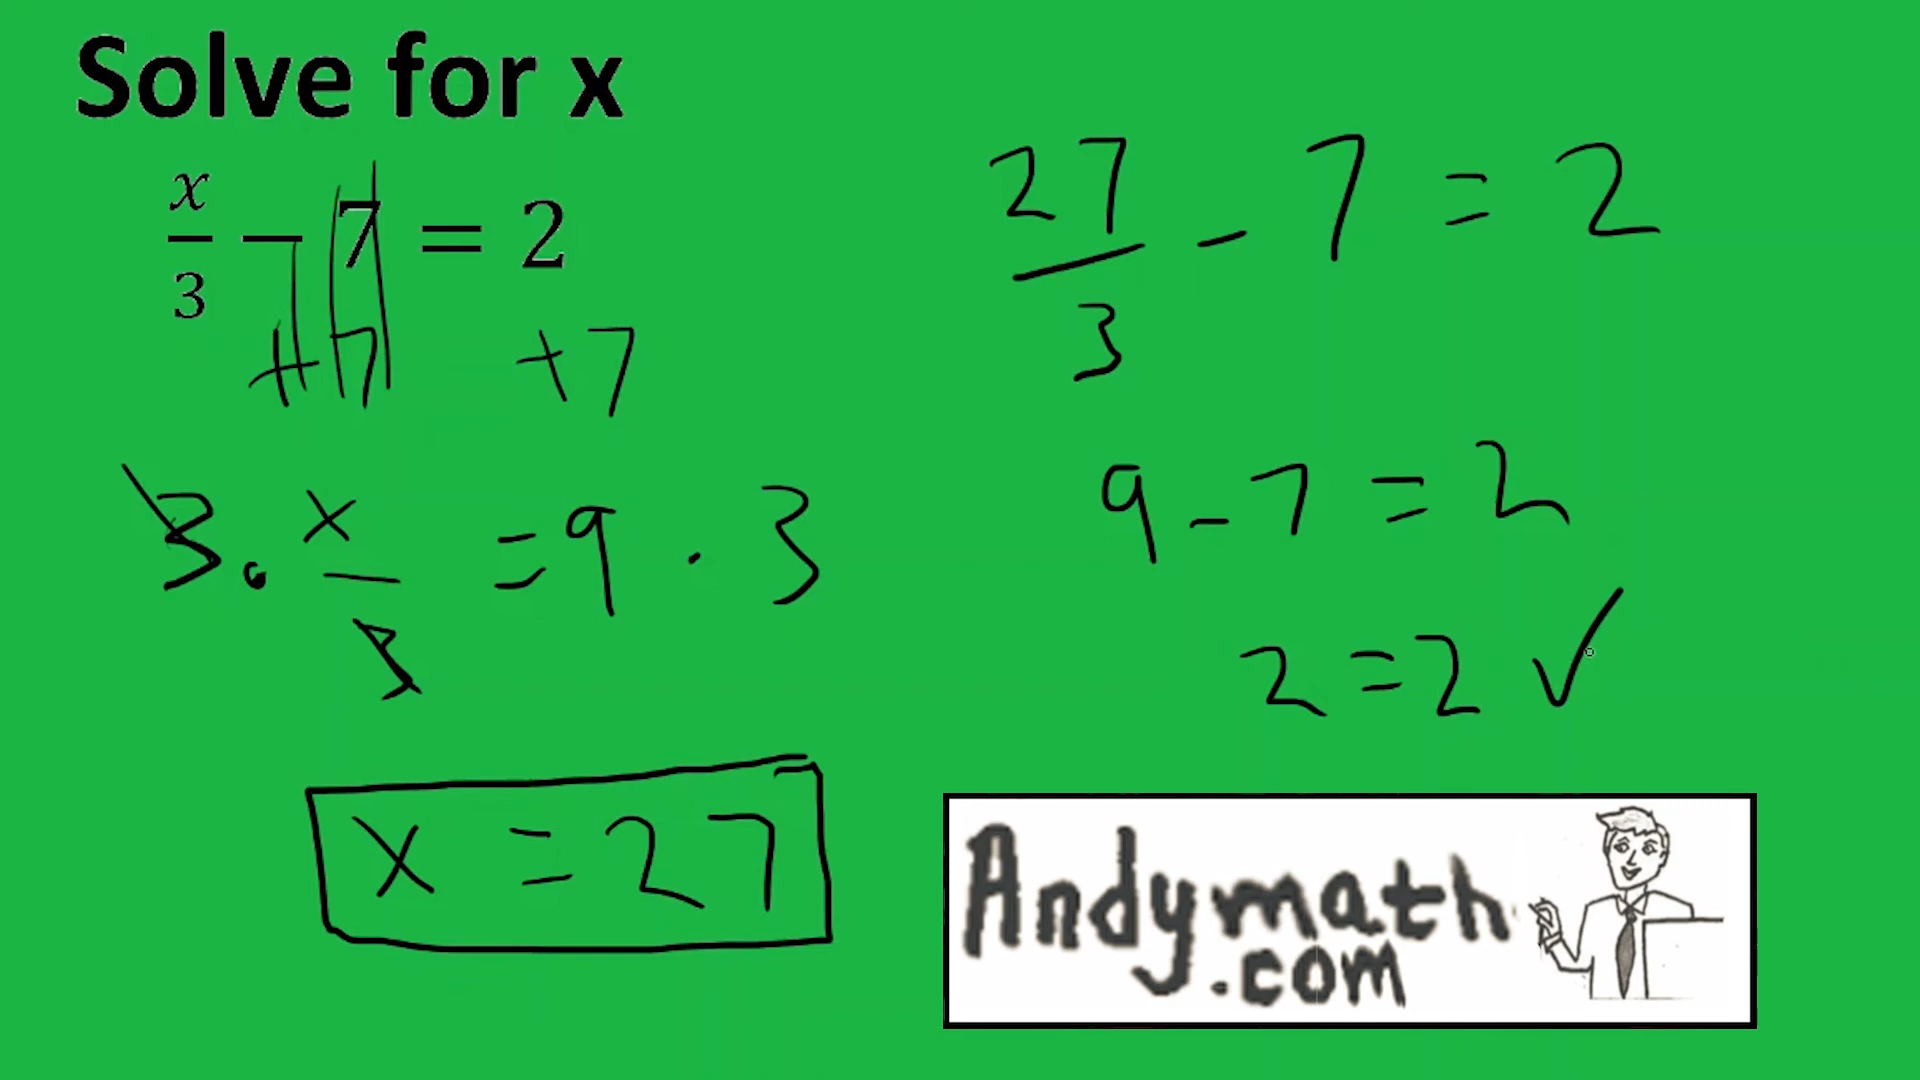 Solve for x
x/3 − 7 = 2
+7 +7
3 · x/3 = 9 · 3
x = 27
27/3 - 7 = 2
9 - 7 = 2
2 = 2 ✓
Andymath
.com